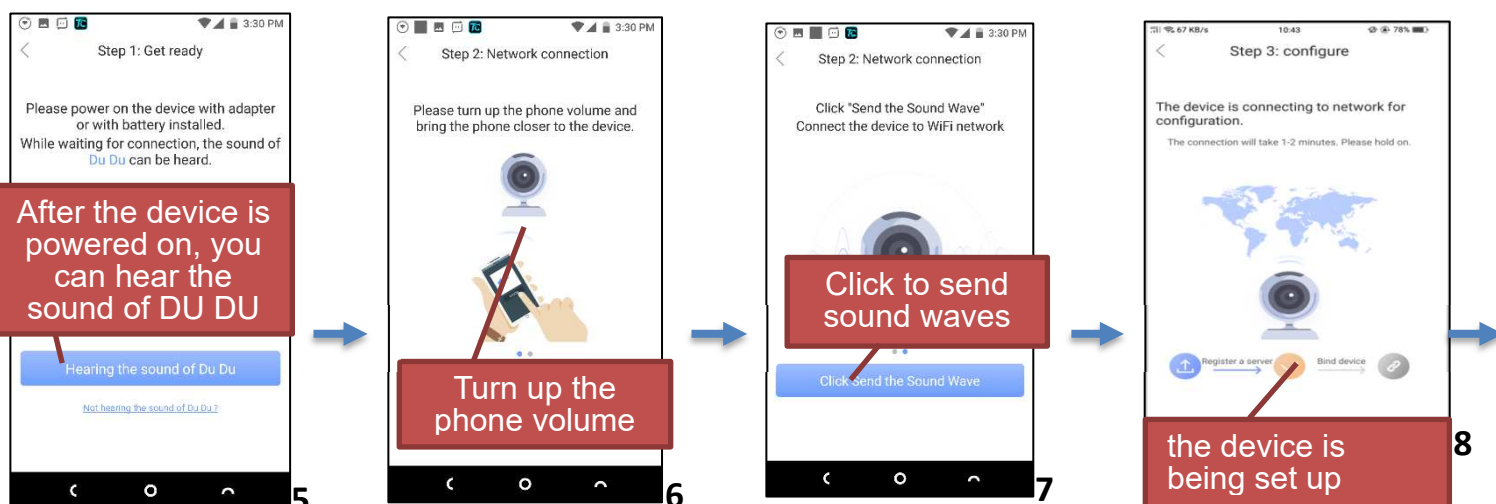 3:30 PM
Step 1: Get ready
Please power on the device with adapter
or with battery installed.
While waiting for connection, the sound of
Du Du can be heard.
After the device is
powered on, you
can hear the
sound of DU DU
Hearing the sound of Du Du
Not hearing the sound of Du Du ?
5
3:30 PM
Step 2: Network connection
Please turn up the phone volume and
bring the phone closer to the device.
Turn up the
phone volume
6
3:30 PM
Step 2: Network connection
Click "Send the Sound Wave"
Connect the device to WiFi network
Click to send
sound waves
Click Send the Sound Wave
7
67 KB/s 10:43 78%
Step 3: configure
The device is connecting to network for
configuration.
The connection will take 1-2 minutes. Please hold on.
Register a server Bind device
the device is
being set up
8